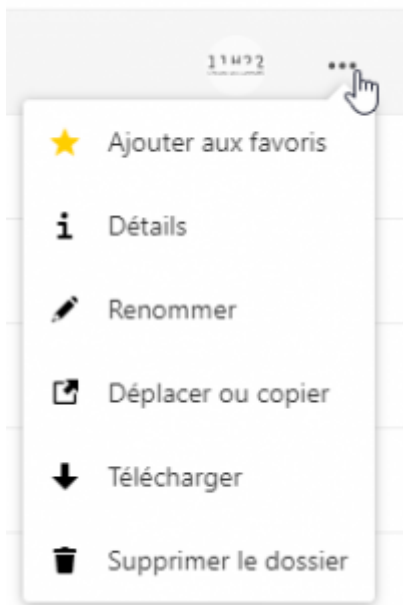 11H22
Ajouter aux favoris
Détails
Renommer
Déplacer ou copier
Télécharger
Supprimer le dossier